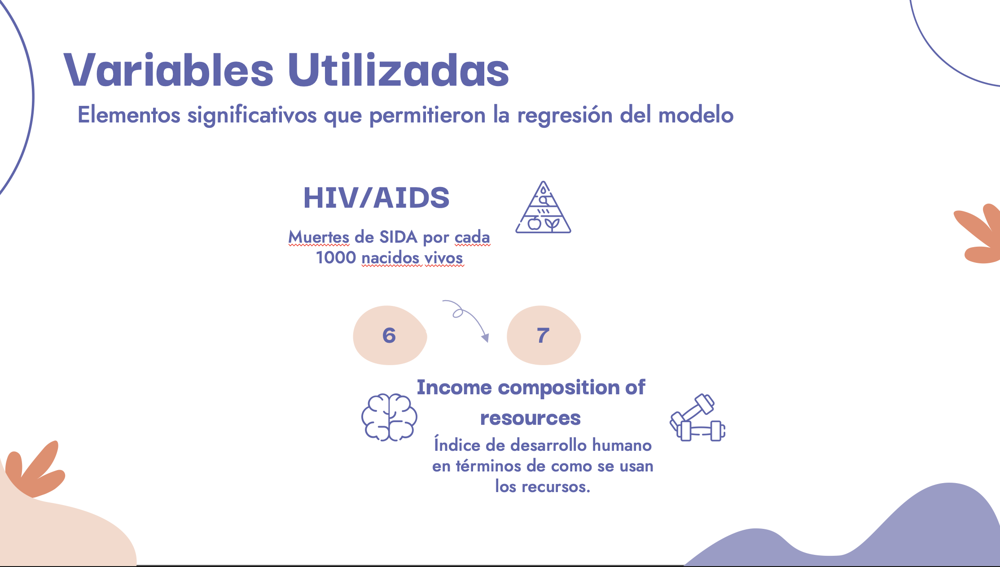 Variables Utilizadas
Elementos significativos que permitieron la regresión del modelo
HIV/AIDS
Muertes de SIDA por cada
1000 nacidos vivos
6
7
Income composition of
resources
Índice de desarrollo humano
en términos de como se usan
los recursos.